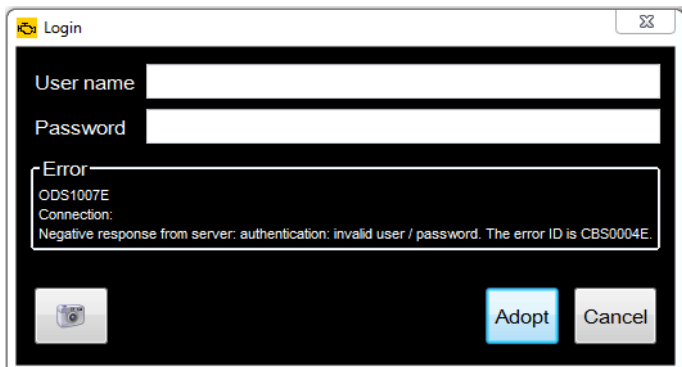 Login
User name
Password
Error
ODS1007E
Connection:
Negative response from server: authentication: invalid user / password. The error ID is CBS0004E.
Adopt Cancel